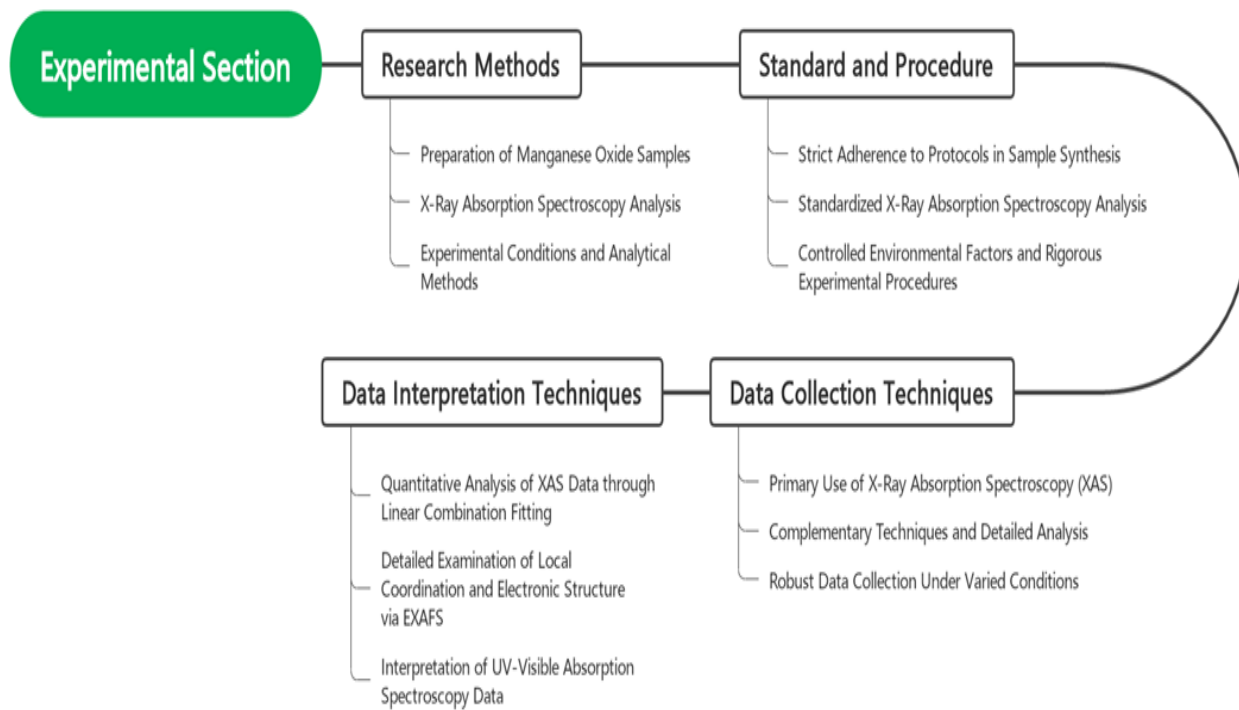 Experimental Section
Research Methods
Preparation of Manganese Oxide Samples
X-Ray Absorption Spectroscopy Analysis
Experimental Conditions and Analytical
Methods
Standard and Procedure
Strict Adherence to Protocols in Sample Synthesis
Standardized X-Ray Absorption Spectroscopy Analysis
Controlled Environmental Factors and Rigorous
Experimental Procedures
Data Collection Techniques
Primary Use of X-Ray Absorption Spectroscopy (XAS)
Complementary Techniques and Detailed Analysis
Robust Data Collection Under Varied Conditions
Data Interpretation Techniques
Quantitative Analysis of XAS Data through
Linear Combination Fitting
Detailed Examination of Local
Coordination and Electronic Structure
via EXAFS
Interpretation of UV-Visible Absorption
Spectroscopy Data